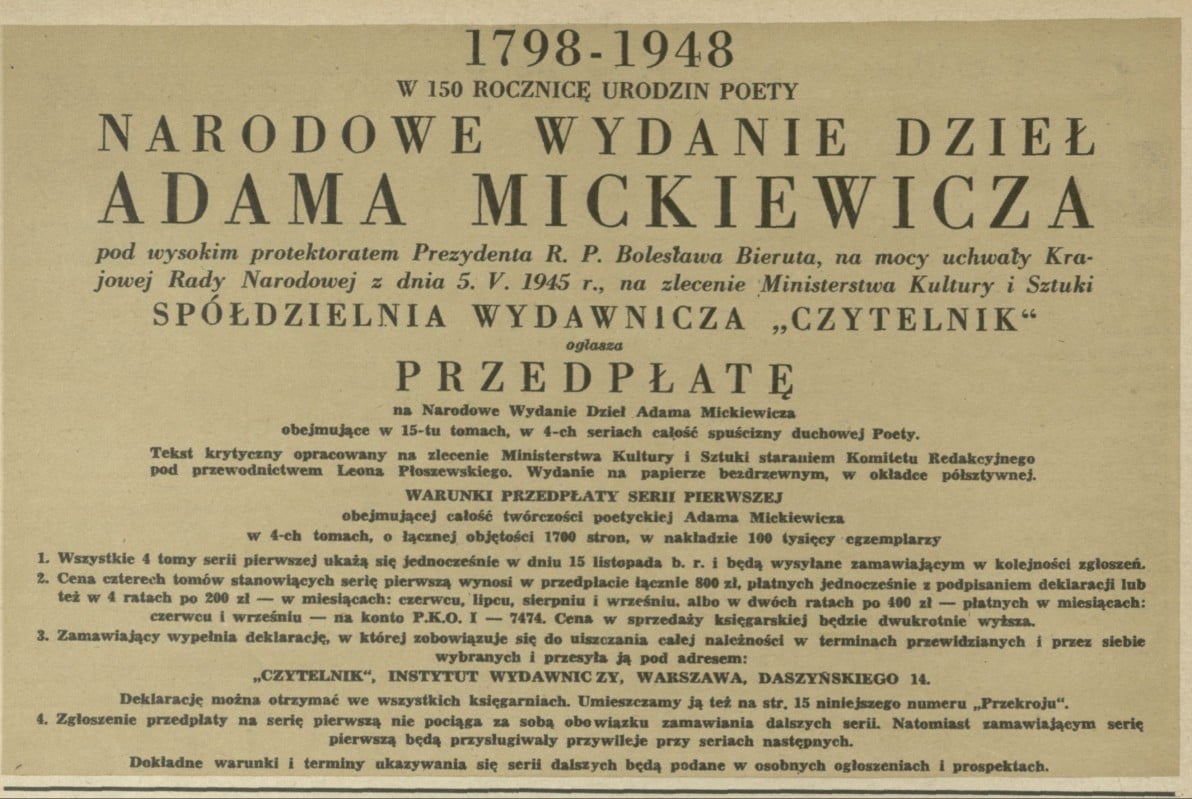 1798-1948
W 150 ROCZNICĘ URODZIN POETY
NARODOWE WYDANIE DZIEŁ
ADAMA MICKIEWICZA
pod wysokim protektoratem Prezydenta R. P. Bolesława Bieruta, na mocy uchwały Kra-
jowej Rady Narodowej z dnia 5. V. 1945 r., na zlecenie Ministerstwa Kultury i Sztuki
SPÓŁDZIELNIA WYDAWNICZA „CZYTELNIK“
ogłasza
PRZEDPŁATĘ
na Narodowe Wydanie Dzieł Adama Mickiewicza
obejmujące w 15-tu tomach, w 4-ch seriach całość spuścizny duchowej Poety.
Tekst krytyczny opracowany na zlecenie Ministerstwa Kultury i Sztuki staraniem Komitetu Redakcyjnego
pod przewodnictwem Leona Płoszewskiego. Wydanie na papierze bezdrzewnym, w okładce półsztywnej.
WARUNKI PRZEDPŁATY SERII PIERWSZEJ
obejmującej całość twórczości poetyckiej Adama Mickiewicza
w 4-ch tomach, o łącznej objętości 1700 stron, w nakładzie 100 tysięcy egzemplarzy
1. Wszystkie 4 tomy serii pierwszej ukażą się jednocześnie w dniu 15 listopada b. r. i będą wysyłane zamawiającym w kolejności zgłoszeń.
2. Cena czterech tomów stanowiących serię pierwszą wynosi w przedpłacie łącznie 800 zł, płatnych jednocześnie z podpisaniem deklaracji lub
też w 4 ratach po 200 zł — w miesiącach: czerwcu, lipcu, sierpniu i wrześniu. albo w dwóch ratach po 400 zł — płatnych w miesiącach:
czerwcu i wrześniu — na konto P.K.O. I — 7474. Cena w sprzedaży księgarskiej będzie dwukrotnie wyższa.
3. Zamawiający wypełnia deklarację, w której zobowiązuje się do uiszczania całej należności w terminach przewidzianych i przez siebie
wybranych i przesyła ją pod adresem:
„CZYTELNIK“, INSTYTUT WYDAWNICZY, WARSZAWA, DASZYŃSKIEGO 14.
Deklarację można otrzymać we wszystkich księgarniach. Umieszczamy ją też na str. 15 niniejszego numeru „Przekroju“.
4. Zgłoszenie przedpłaty na serię pierwszą nie pociąga za sobą obowiązku zamawiania dalszych serii. Natomiast zamawiającym serię
pierwszą będą przysługiwały przywileje przy seriach następnych.
Dokładne warunki i terminy ukazywania się serii dalszych będą podane w osobnych ogłoszeniach i prospektach.